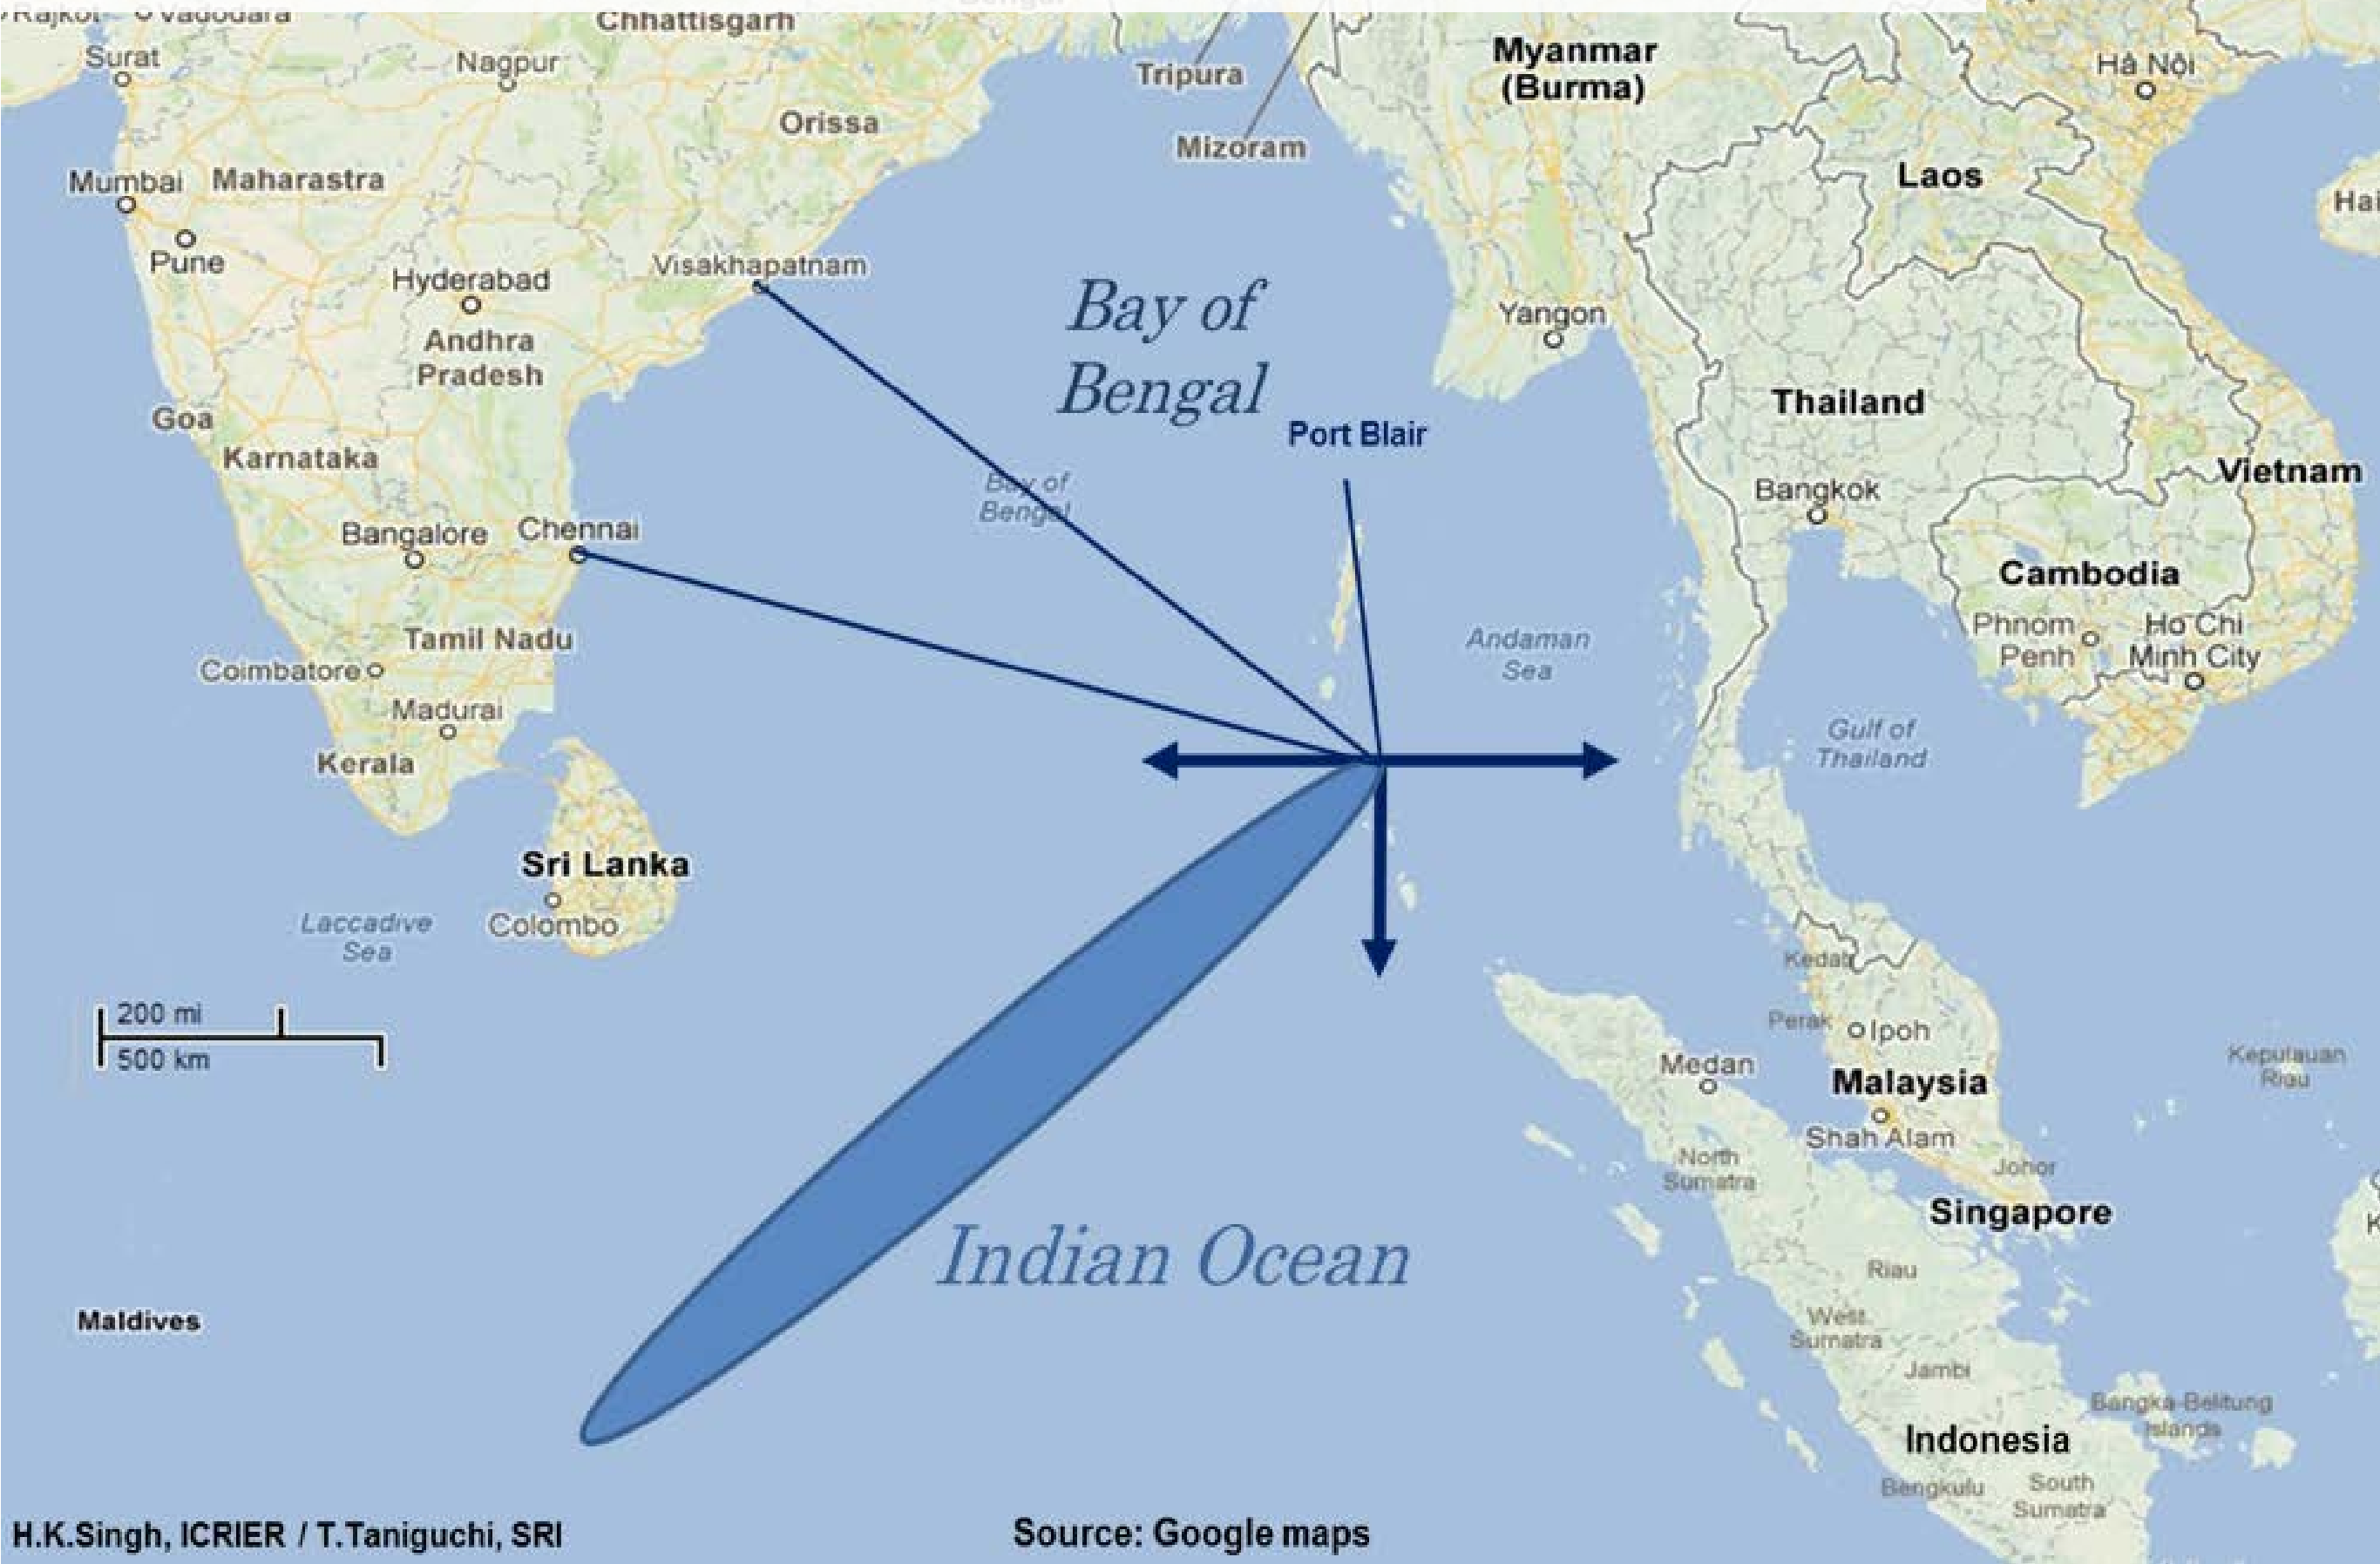 Rajkot
Vadodara
Chhattisgarh
Surat
Nagpur
Orissa
Mumbai
Maharastra
Pune
Hyderabad
Andhra
Pradesh
Visakhapatnam
Goa
Karnataka
Bangalore
Chennai
Tamil Nadu
Coimbatore
Madurai
Kerala
Sri Lanka
Colombo
Laccadive
Sea
200 mi
500 km
Maldives
Tripura
Mizoram
Bay of
Bengal
Bay of
Bengal
Port Blair
Andaman
Sea
Indian Ocean
Myanmar
(Burma)
Yangon
Hà Nội
Laos
Hai
Thailand
Bangkok
Vietnam
Cambodia
Phnom
Penh
Ho Chi
Minh City
Gulf of
Thailand
Kedah
Perak
Ipoh
Medan
Malaysia
Shah Alam
Johor
North
Sumatra
Singapore
Kepulauan
Riau
Riau
West
Sumatra
Jambi
Bangka-Belitung
Islands
Indonesia
Bengkulu
South
Sumatra
H.K.Singh, ICRIER / T.Taniguchi, SRI
Source: Google maps